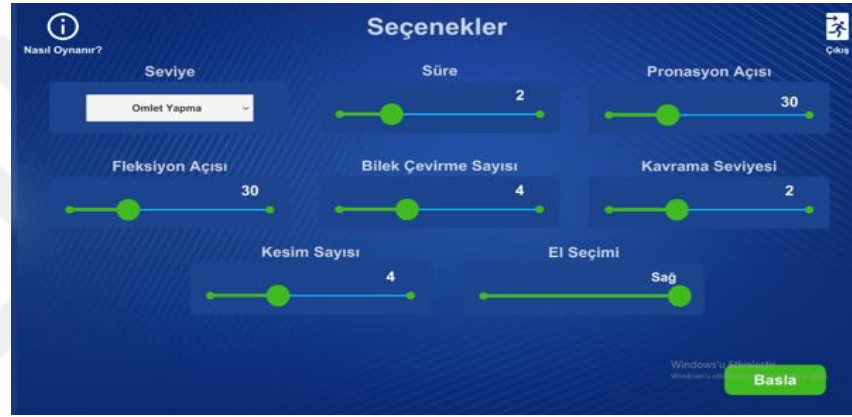 Seçenekler
Nasıl Oynanır?
Çıkış
Seviye
Süre
Pronasyon Açısı
Omlet Yapma
2
30
Fleksiyon Açısı
Bilek Çevirme Sayısı
Kavrama Seviyesi
30
4
2
Kesim Sayısı
El Seçimi
4
Sağ
Windows'u Etkinleştir
Basla